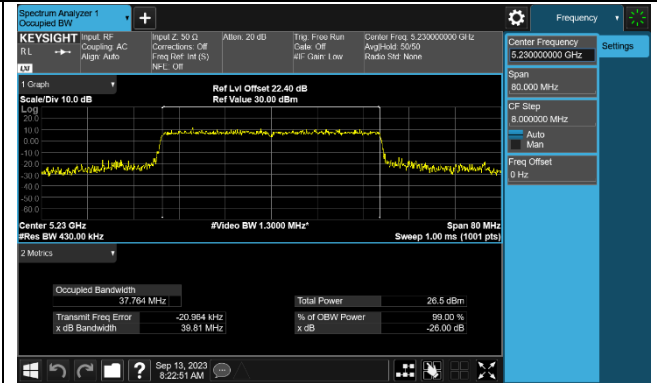 Spectrum Analyzer 1
Occupied BW
Frequency
KEYSIGHT
RL
LXI
Input: RF
Coupling: AC
Align: Auto
Input Z: 50 Ω
Corrections: Off
Freq Ref: Int (S)
NFE: Off
Atten: 20 dB
Trig: Free Run
Gate: Off
#IF Gain: Low
Center Freq: 5.230000000 GHz
Avg|Hold: 50/50
Radio Std: None
Center Frequency
5.230000000 GHz
Settings
Span
80.000 MHz
CF Step
8.000000 MHz
Auto
Man
Freq Offset
0 Hz
1 Graph
Scale/Div 10.0 dB
Ref Lvl Offset 22.40 dB
Ref Value 30.00 dBm
Log
20.0
10.0
0.00
-10.0
-20.0
-30.0
-40.0
-50.0
-60.0
Center 5.23 GHz
#Res BW 430.00 kHz
#Video BW 1.3000 MHz*
Span 80 MHz
Sweep 1.00 ms (1001 pts)
2 Metrics
Occupied Bandwidth
37.764 MHz
Total Power 26.5 dBm
Transmit Freq Error -20.964 kHz
% of OBW Power 99.00 %
x dB Bandwidth 39.81 MHz
x dB -26.00 dB
?
Sep 13, 2023
8:22:51 AM